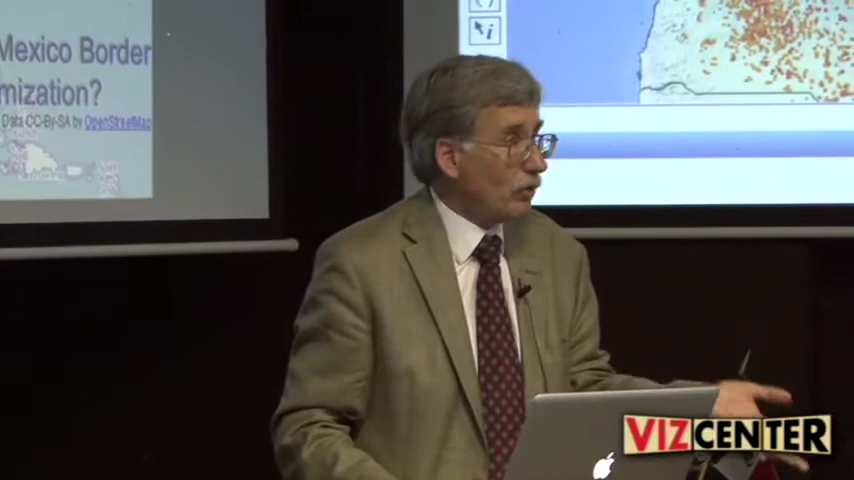 Mexico Border
mization?
Data CC-By-SA by OpenStreetMap
i
VIZCENTER